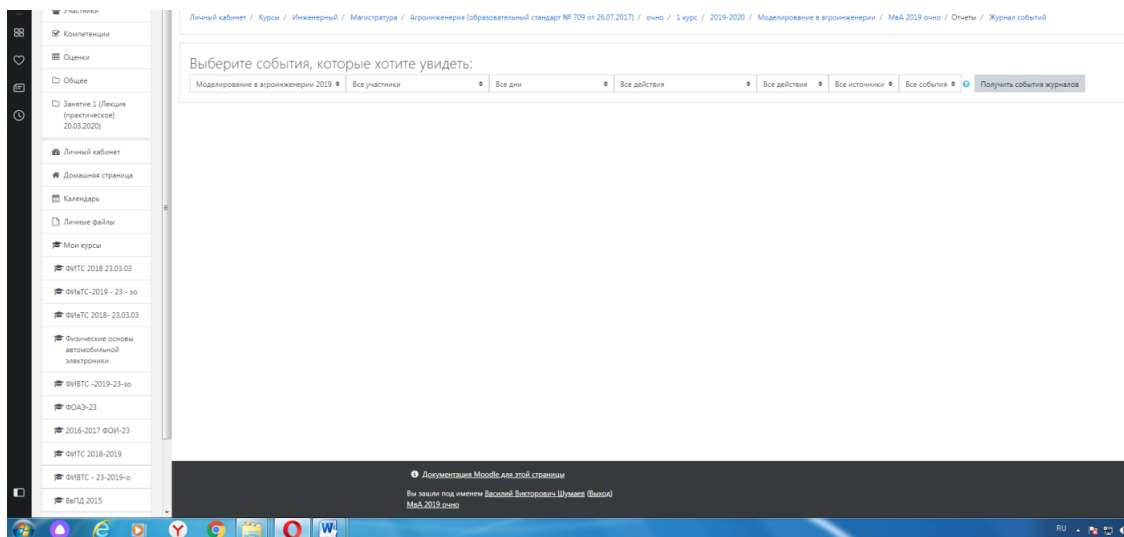 Участники
Личный кабинет / Курсы / Инженерный / Магистратура / Агроинженерия (образовательный стандарт № 709 от 26.07.2017) / очно / 1 курс / 2019-2020 / Моделирование в агроинженерии / МвА 2019 очно / Отчеты / Журнал событий
Компетенции
Оценки
Общее
Занятие 1 (Лекция
(практическое)
20.03.2020)
Личный кабинет
Домашняя страница
Календарь
Личные файлы
Мои курсы
ФИТС 2018 23.03.03
ФИвТС-2019 - 23 - зо
ФИвТС 2018- 23.03.03
Физические основы
автомобильной
электроники
ФИВТС -2019-23-зо
ФОАЭ-23
2016-2017 ФОИ-23
ФИТС 2018-2019
ФИВТС - 23-2019-о
ВвПД 2015
Выберите события, которые хотите увидеть:
Моделирование в агроинженерии 2019 Все участники Все дни Все действия Все действия Все источники Все события Получить события журналов
Документация Moodle для этой страницы
Вы зашли под именем Василий Викторович Шумаев (Выход)
МвА 2019 очно
RU